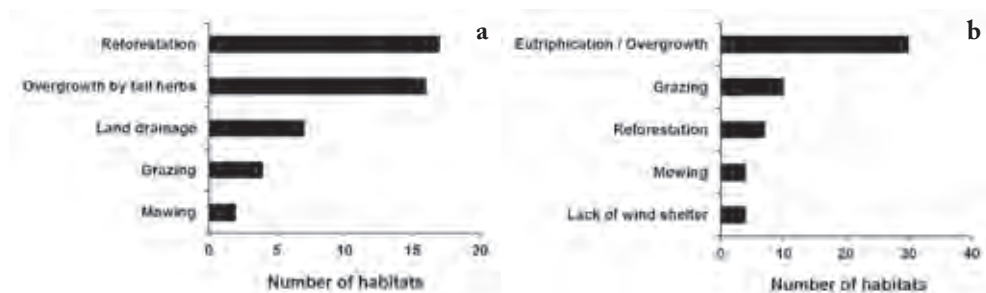 a
Reforestation
Overgrowth by tall herbs
Land drainage
Grazing
Mowing
0 5 10 15 20
Number of habitats
b
Eutriphication / Overgrowth
Grazing
Reforestation
Mowing
Lack of wind shelter
0 10 20 30 40
Number of habitats